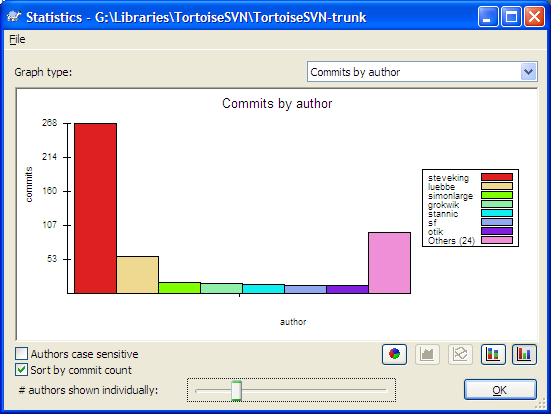 Statistics - G:\Libraries\TortoiseSVN\TortoiseSVN-trunk
File
Graph type:
Commits by author
Commits by author
268
214
160
107
53
commits
author
steveking
luebbe
simonlarge
grokwik
stannic
sf
otik
Others (24)
Authors case sensitive
Sort by commit count
# authors shown individually:
OK